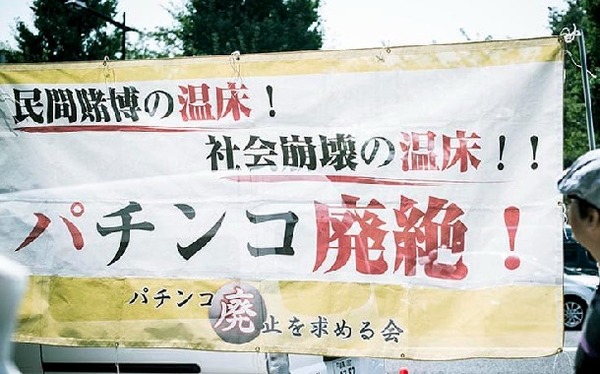 民間賭博の温床！
社会崩壊の温床！！
パチンコ廃絶！
パチンコ廃止を求める会